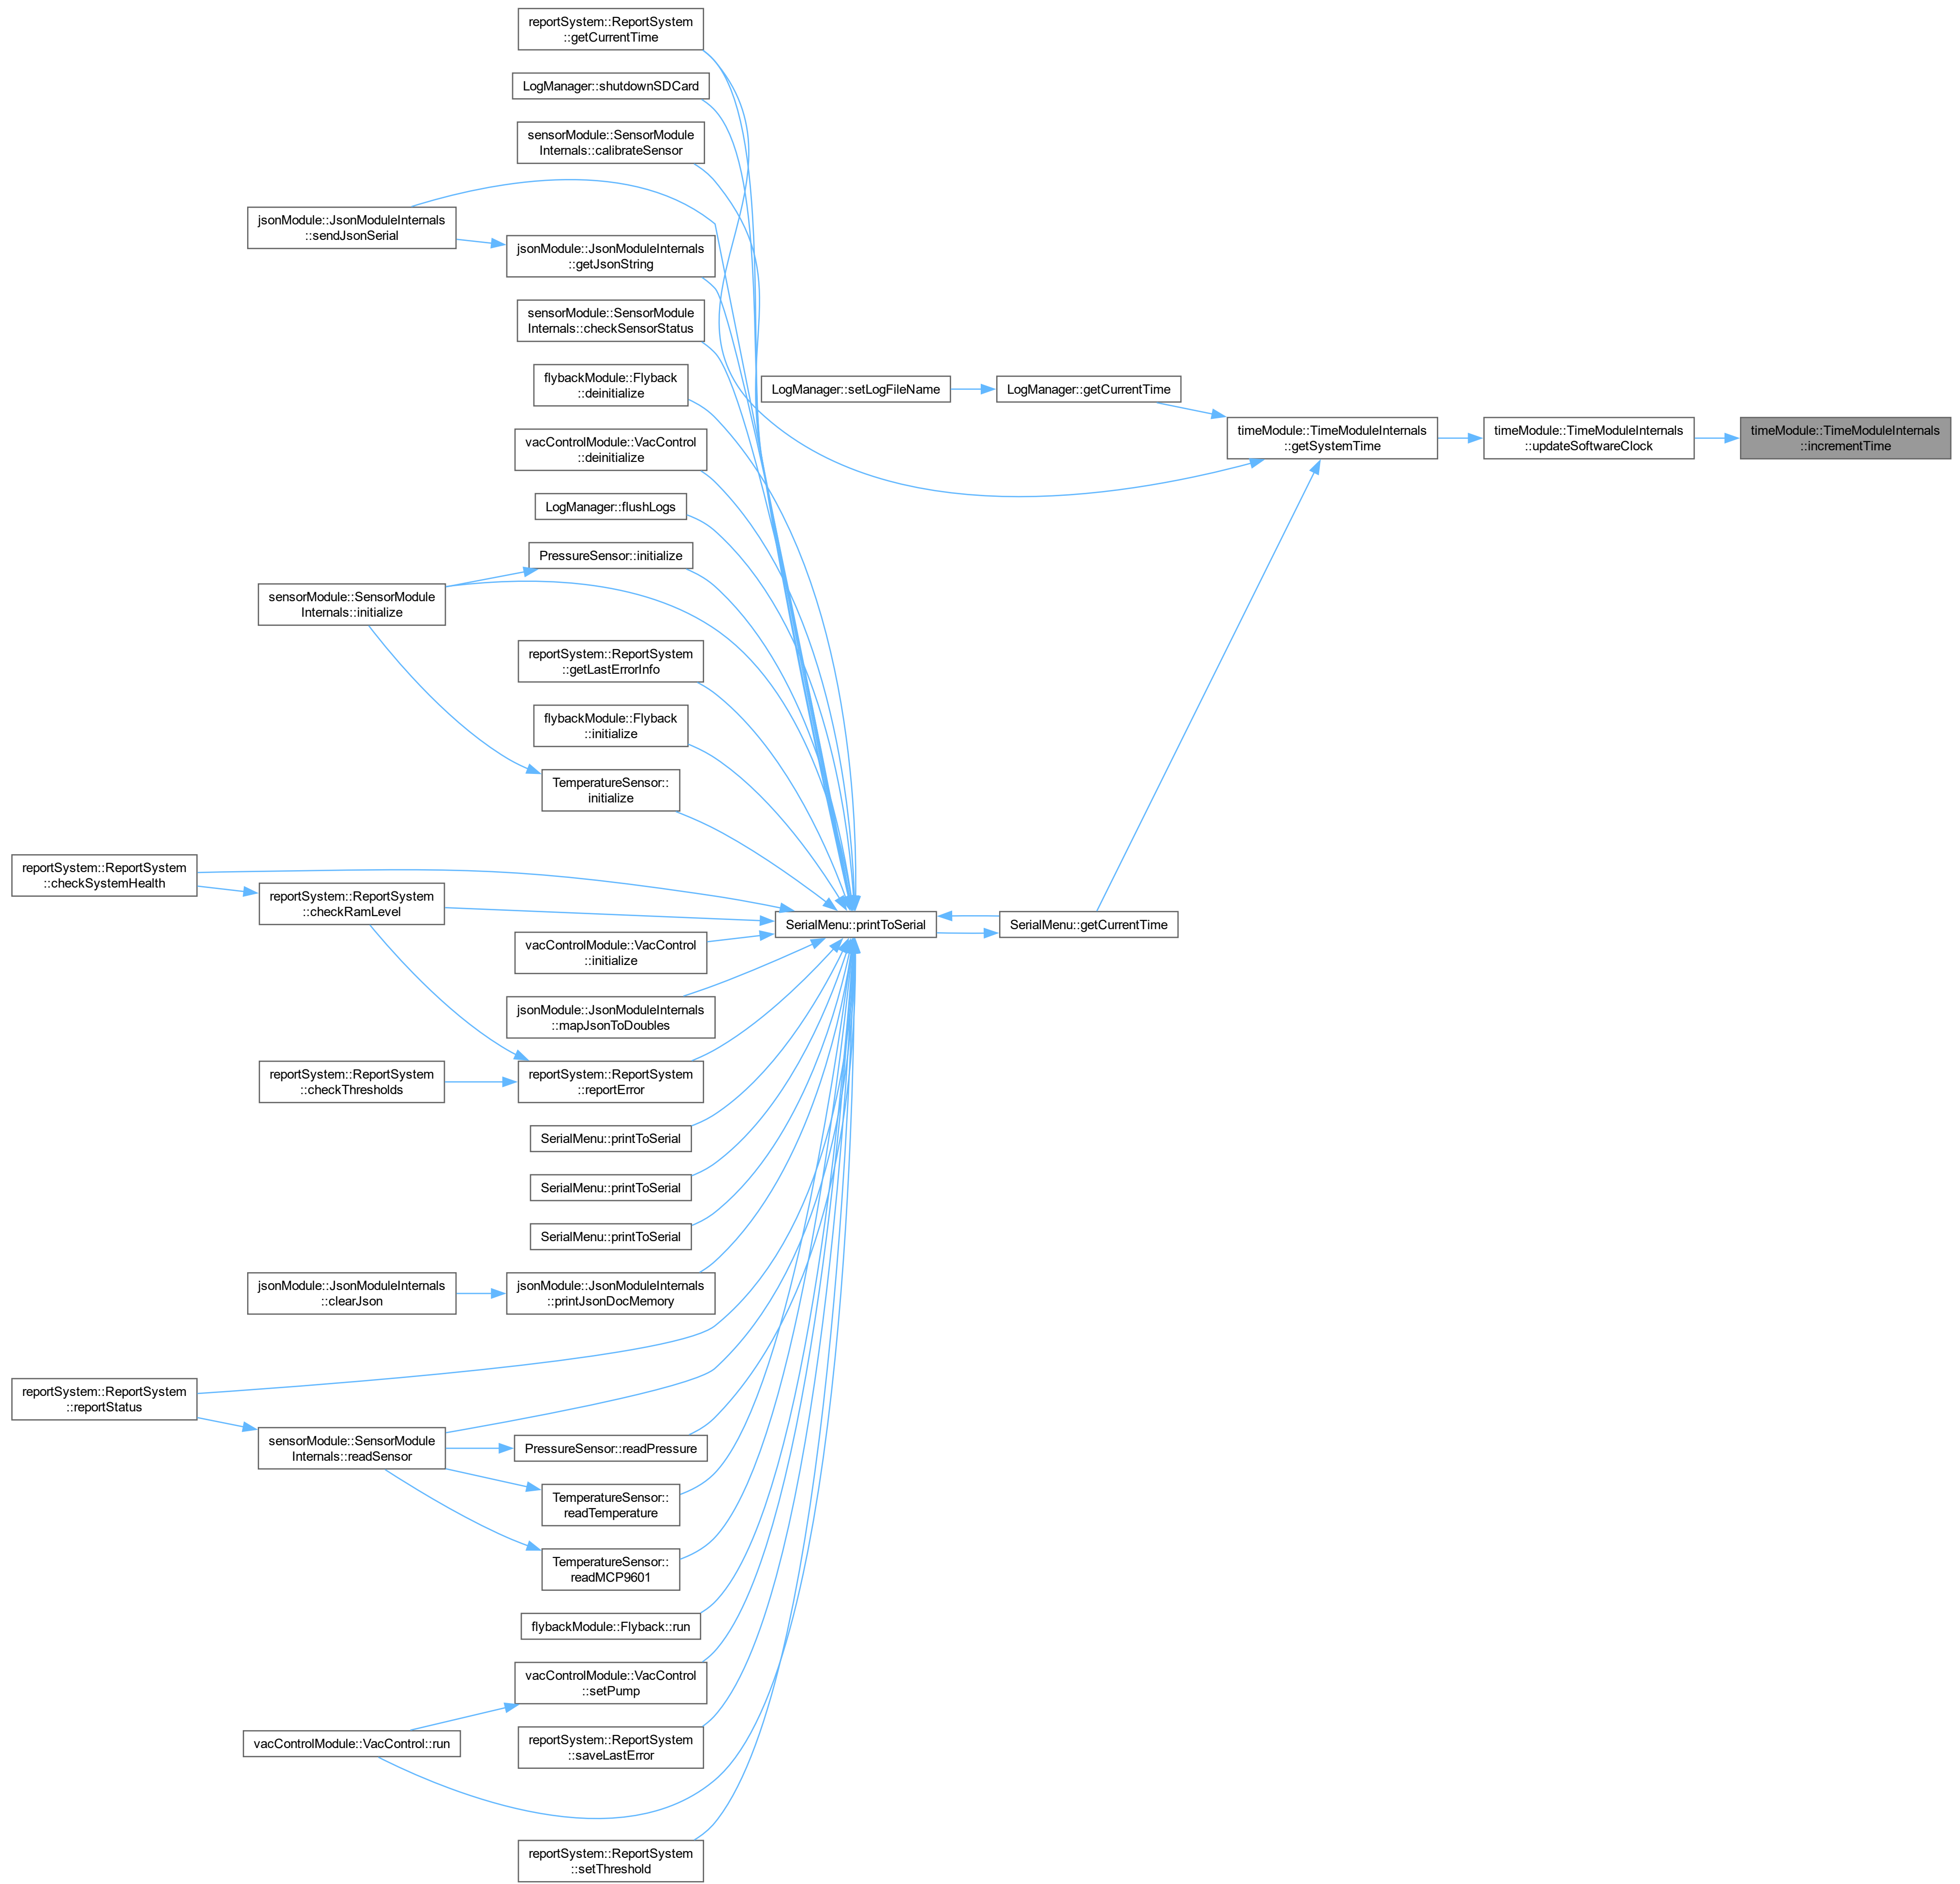 reportSystem::ReportSystem
::getCurrentTime
LogManager::shutdownSDCard
sensorModule::SensorModule
Internals::calibrateSensor
jsonModule::JsonModuleInternals
::sendJsonSerial
jsonModule::JsonModuleInternals
::getJsonString
sensorModule::SensorModule
Internals::checkSensorStatus
flybackModule::Flyback
::deinitialize
LogManager::setLogFileName
LogManager::getCurrentTime
timeModule::TimeModuleInternals
::getSystemTime
timeModule::TimeModuleInternals
::updateSoftwareClock
timeModule::TimeModuleInternals
::incrementTime
vacControlModule::VacControl
::deinitialize
LogManager::flushLogs
PressureSensor::initialize
sensorModule::SensorModule
Internals::initialize
reportSystem::ReportSystem
::getLastErrorInfo
flybackModule::Flyback
::initialize
TemperatureSensor::
initialize
reportSystem::ReportSystem
::checkSystemHealth
reportSystem::ReportSystem
::checkRamLevel
SerialMenu::printToSerial
SerialMenu::getCurrentTime
vacControlModule::VacControl
::initialize
jsonModule::JsonModuleInternals
::mapJsonToDoubles
reportSystem::ReportSystem
::checkThresholds
reportSystem::ReportSystem
::reportError
SerialMenu::printToSerial
SerialMenu::printToSerial
SerialMenu::printToSerial
jsonModule::JsonModuleInternals
::clearJson
jsonModule::JsonModuleInternals
::printJsonDocMemory
reportSystem::ReportSystem
::reportStatus
sensorModule::SensorModule
Internals::readSensor
PressureSensor::readPressure
TemperatureSensor::
readTemperature
TemperatureSensor::
readMCP9601
flybackModule::Flyback::run
vacControlModule::VacControl
::setPump
vacControlModule::VacControl::run
reportSystem::ReportSystem
::saveLastError
reportSystem::ReportSystem
::setThreshold